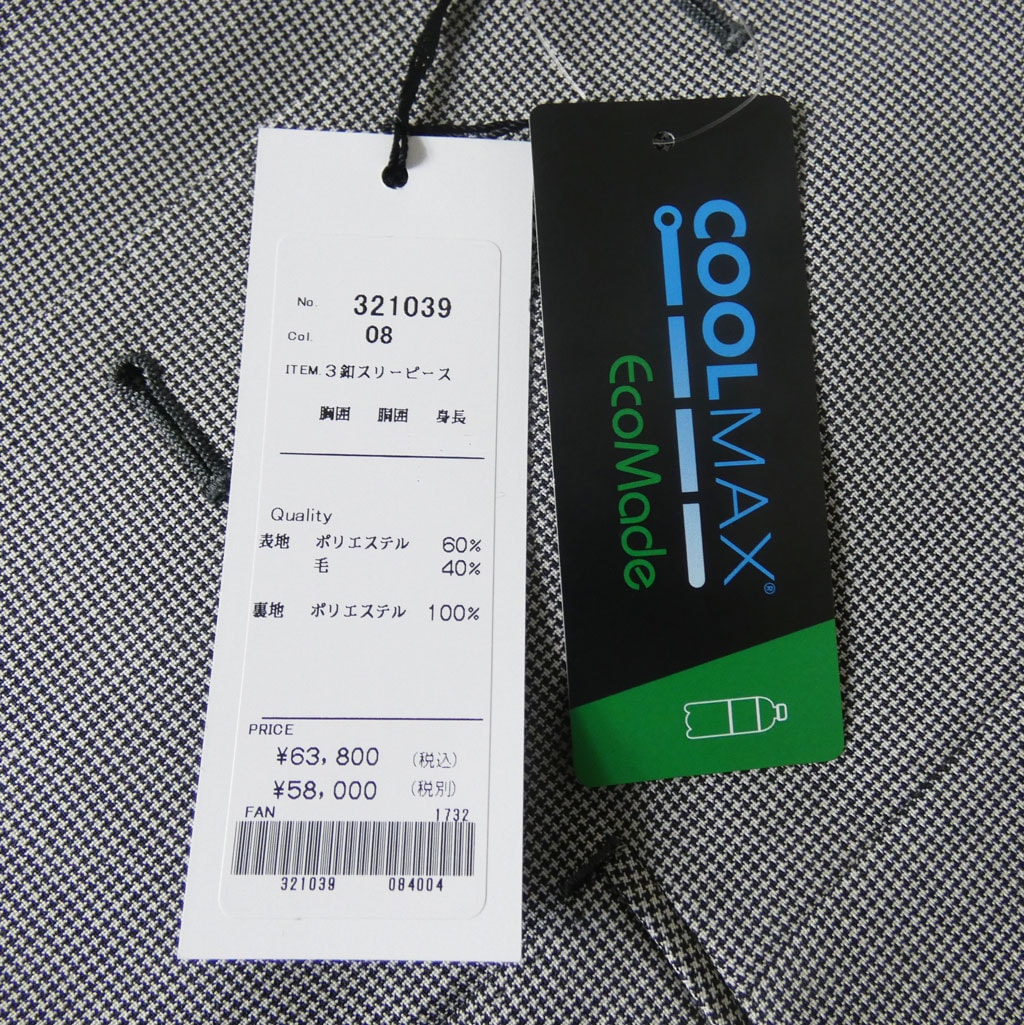 No. 321039
Col. 08
ITEM. 3釦スリーピース
胸囲 胴囲 身長
Quality
表地 ポリエステル 60%
毛 40%
裏地 ポリエステル 100%
PRICE
¥63,800 (税込)
¥58,000 (税別)
FAN 1732
321039 084004
COOLMAX®
EcoMade